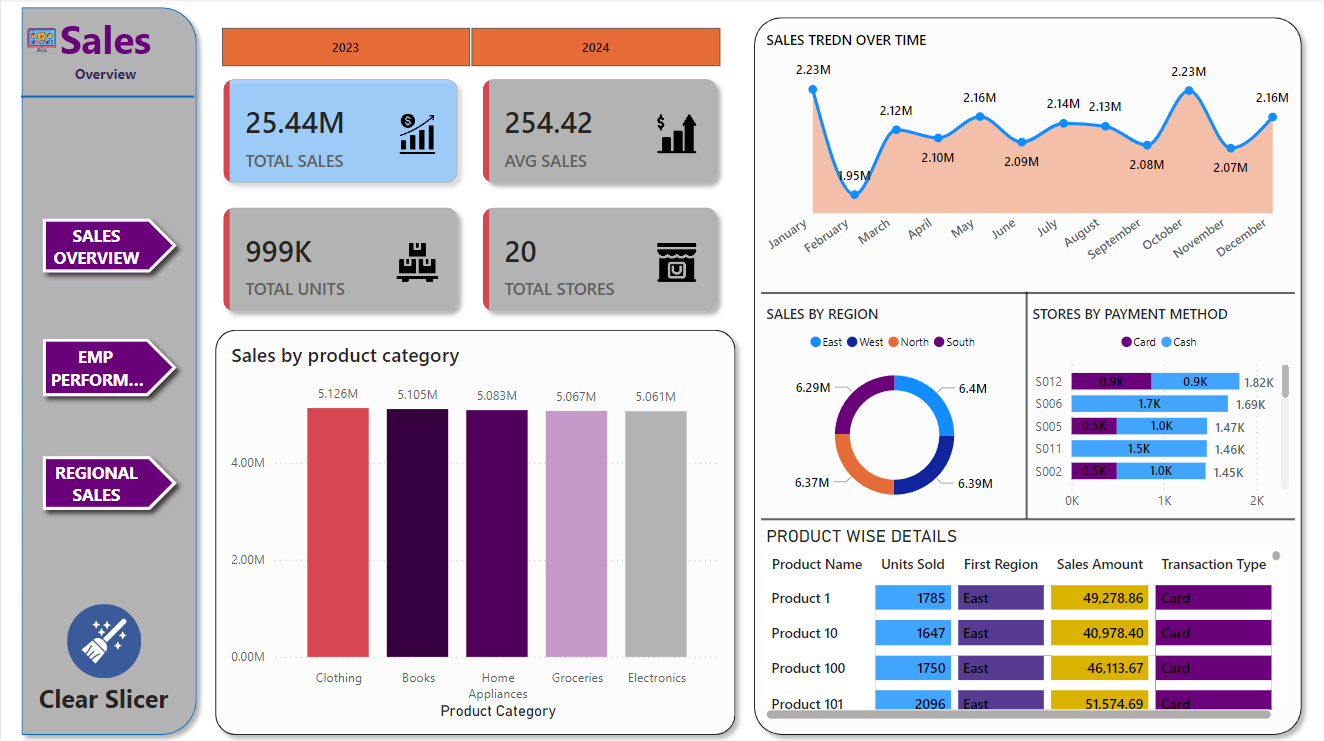 Sales
Overview
SALES
OVERVIEW
EMP
PERFORM...
REGIONAL
SALES
Clear Slicer
2023
2024
25.44M
TOTAL SALES
254.42
AVG SALES
999K
TOTAL UNITS
20
TOTAL STORES
Sales by product category
5.126M 5.105M 5.083M 5.067M 5.061M
4.00M
2.00M
0.00M
Clothing Books Home Appliances Groceries Electronics
Product Category
SALES TREDN OVER TIME
2.23M 1.95M 2.12M 2.10M 2.16M 2.09M 2.14M 2.13M 2.08M 2.23M 2.07M 2.16M
January February March April May June July August September October November December
SALES BY REGION
East West North South
6.29M 6.4M
6.37M 6.39M
STORES BY PAYMENT METHOD
Card Cash
S012 0.9K 0.9K 1.82K
S006 1.7K 1.69K
S005 0.5K 1.0K 1.47K
S011 1.5K 1.46K
S002 0.5K 1.0K 1.45K
0K 1K 2K
PRODUCT WISE DETAILS
Product Name Units Sold First Region Sales Amount Transaction Type
Product 1 1785 East 49,278.86 Card
Product 10 1647 East 40,978.40 Card
Product 100 1750 East 46,113.67 Card
Product 101 2096 East 51,574.69 Card